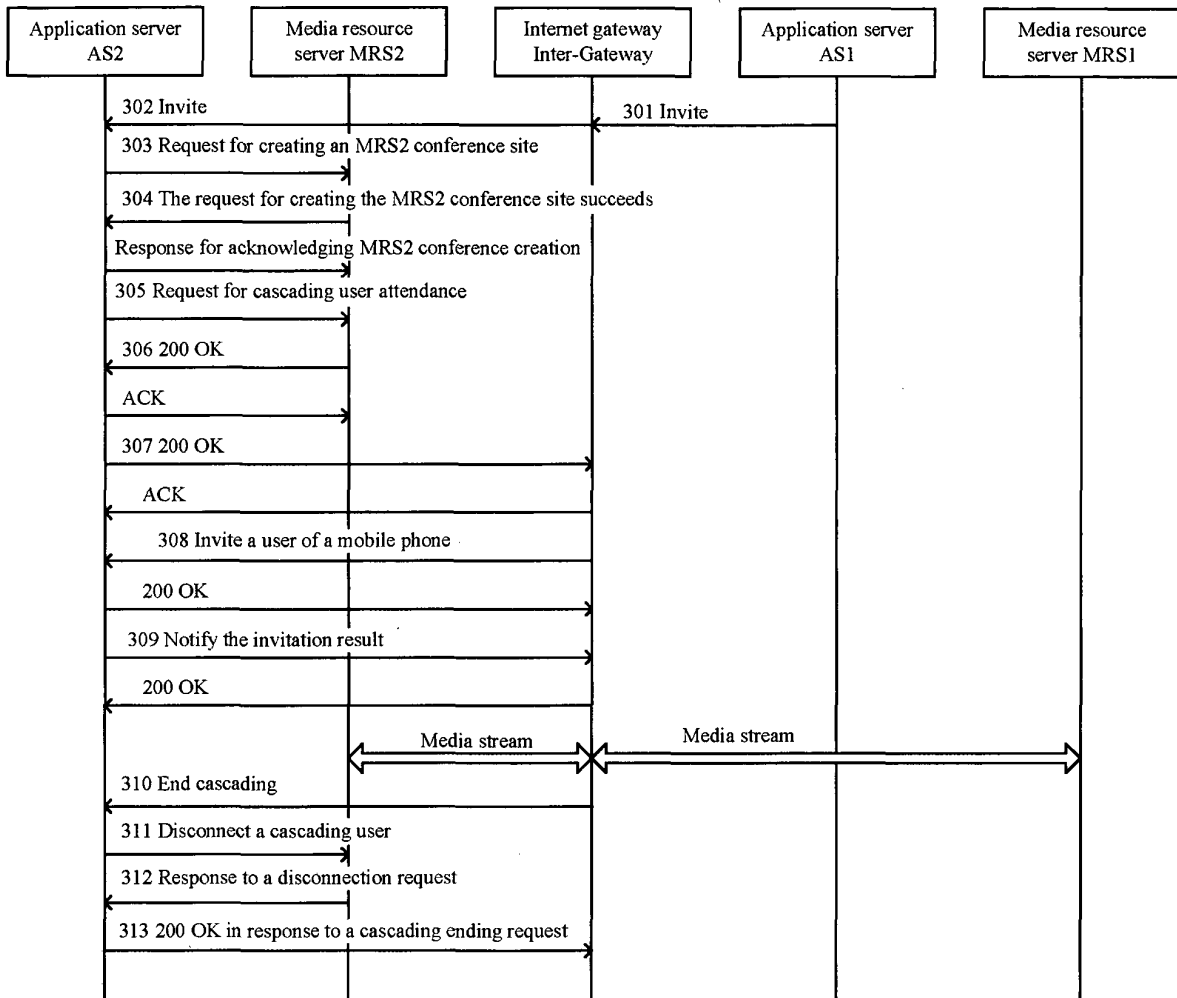 Application server
AS2
Media resource
server MRS2
Internet gateway
Inter-Gateway
Application server
AS1
Media resource
server MRS1
302 Invite
301 Invite
303 Request for creating an MRS2 conference site
304 The request for creating the MRS2 conference site succeeds
Response for acknowledging MRS2 conference creation
305 Request for cascading user attendance
306 200 OK
ACK
307 200 OK
ACK
308 Invite a user of a mobile phone
200 OK
309 Notify the invitation result
200 OK
Media stream
Media stream
310 End cascading
311 Disconnect a cascading user
312 Response to a disconnection request
313 200 OK in response to a cascading ending request